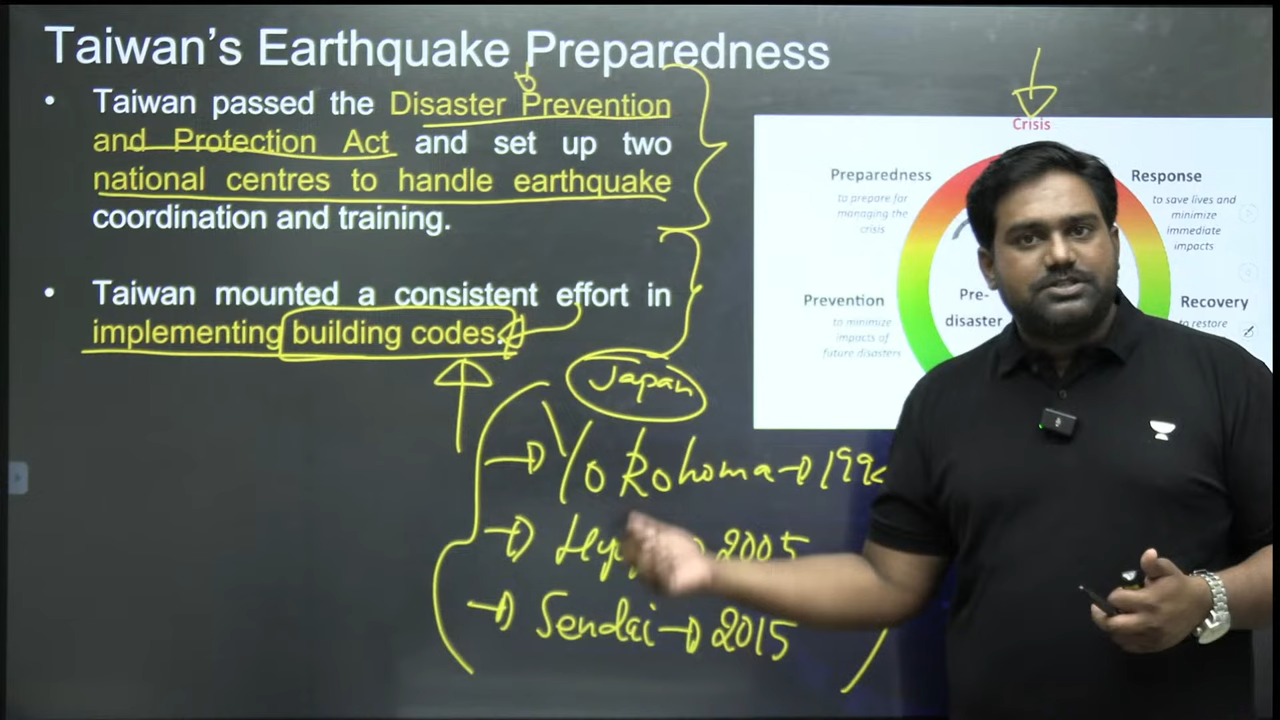 Taiwan's Earthquake Preparedness
• Taiwan passed the Disaster Prevention
and Protection Act and set up two
national centres to handle earthquake
coordination and training.
• Taiwan mounted a consistent effort in
implementing building codes.
Japan
Yokohoma → 199
→ 2005
Sendai → 2015
Crisis
Preparedness
to prepare for
managing the
crisis
Response
to save lives and
minimize
immediate
impacts
Prevention
to minimize
impacts of
future disasters
Pre-
disaster
Recovery
to restore